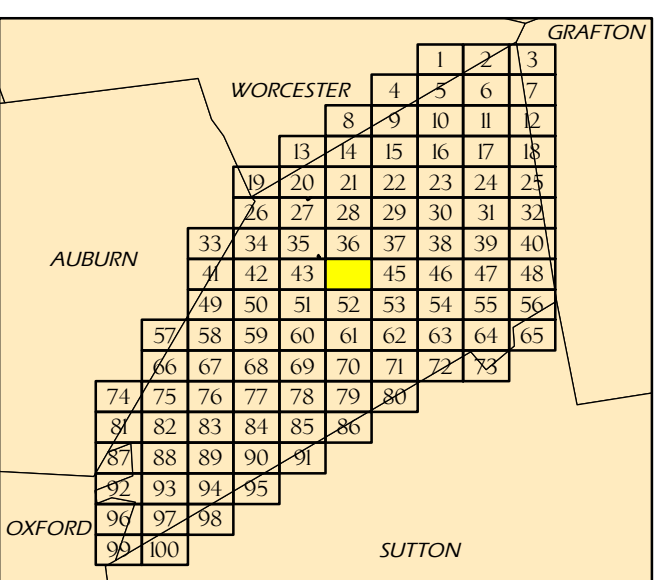 GRAFTON
1 2 3
WORCESTER 4 5 6 7
8 9 10 11 12
13 14 15 16 17 18
19 20 21 22 23 24 25
26 27 28 29 30 31 32
33 34 35 36 37 38 39 40
AUBURN
41 42 43 45 46 47 48
49 50 51 52 53 54 55 56
57 58 59 60 61 62 63 64 65
66 67 68 69 70 71 72 73
74 75 76 77 78 79 80
81 82 83 84 85 86
87 88 89 90 91
92 93 94 95
OXFORD 96 97 98
99 100 SUTTON